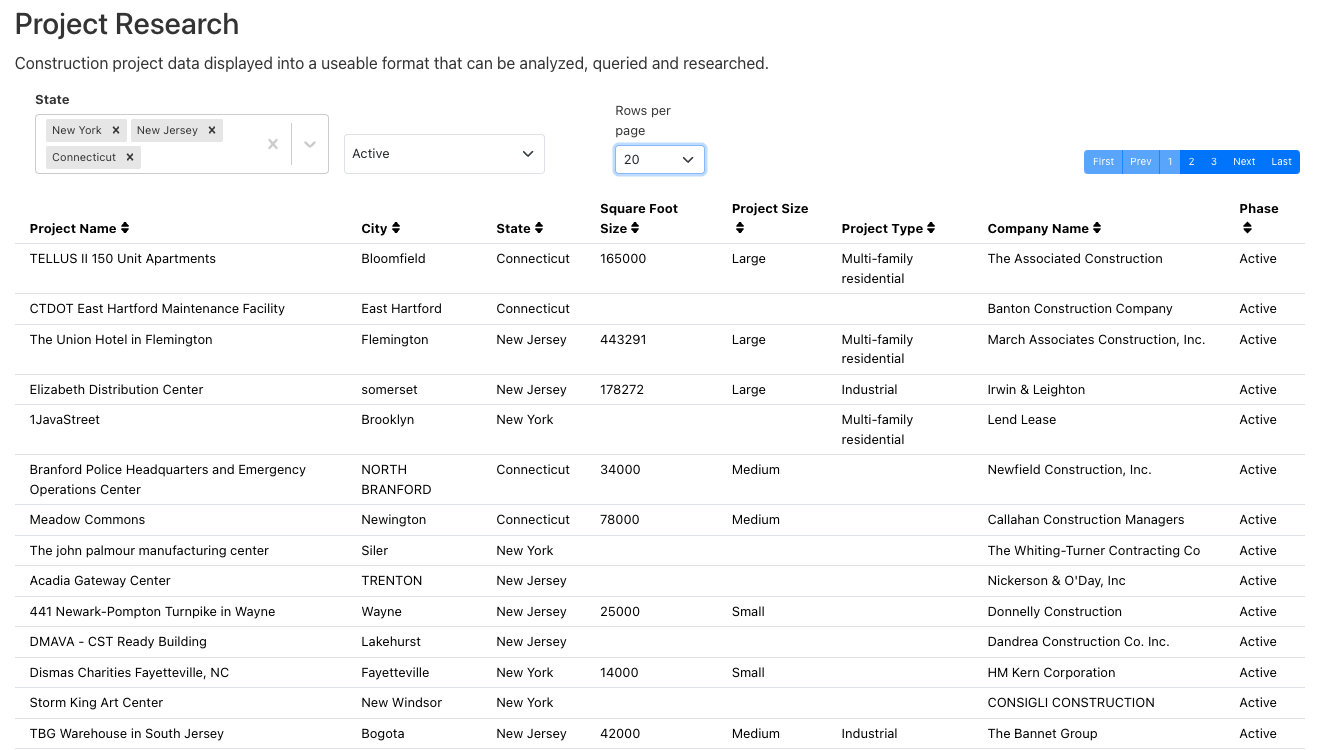 Project Research
Construction project data displayed into a useable format that can be analyzed, queried and researched.
State
New York × New Jersey ×
Connecticut ×
×
Active
Rows per
page
20
First Prev 1 2 3 Next Last
Project Name City State Square Foot Size Project Size Project Type Company Name Phase
TELLUS II 150 Unit Apartments Bloomfield Connecticut 165000 Large Multi-family residential The Associated Construction Active
CTDOT East Hartford Maintenance Facility East Hartford Connecticut Banton Construction Company Active
The Union Hotel in Flemington Flemington New Jersey 443291 Large Multi-family residential March Associates Construction, Inc. Active
Elizabeth Distribution Center somerset New Jersey 178272 Large Industrial Irwin & Leighton Active
1JavaStreet Brooklyn New York Multi-family residential Lend Lease Active
Branford Police Headquarters and Emergency Operations Center NORTH BRANFORD Connecticut 34000 Medium Newfield Construction, Inc. Active
Meadow Commons Newington Connecticut 78000 Medium Callahan Construction Managers Active
The john palmour manufacturing center Siler New York The Whiting-Turner Contracting Co Active
Acadia Gateway Center TRENTON New Jersey Nickerson & O'Day, Inc Active
441 Newark-Pompton Turnpike in Wayne Wayne New Jersey 25000 Small Donnelly Construction Active
DMAVA - CST Ready Building Lakehurst New Jersey Dandrea Construction Co. Inc. Active
Dismas Charities Fayetteville, NC Fayetteville New York 14000 Small HM Kern Corporation Active
Storm King Art Center New Windsor New York CONSIGLI CONSTRUCTION Active
TBG Warehouse in South Jersey Bogota New Jersey 42000 Medium Industrial The Bannet Group Active